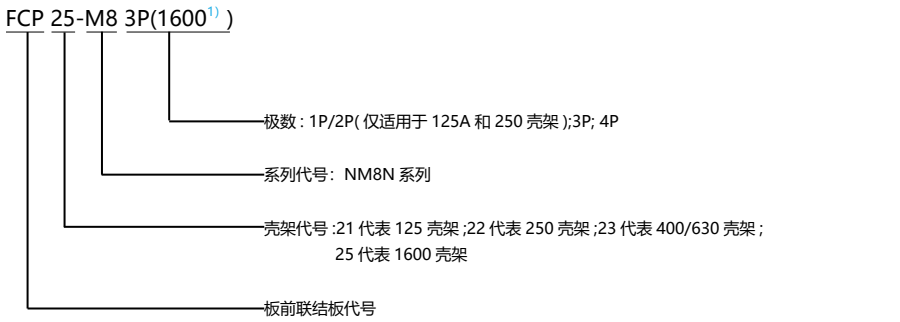 FCP 25-M8 3P(1600¹⁾ )
极数 : 1P/2P( 仅适用于 125A 和 250 壳架 );3P; 4P
系列代号：NM8N 系列
壳架代号 :21 代表 125 壳架 ;22 代表 250 壳架 ;23 代表 400/630 壳架 ;
25 代表 1600 壳架
板前联结板代号